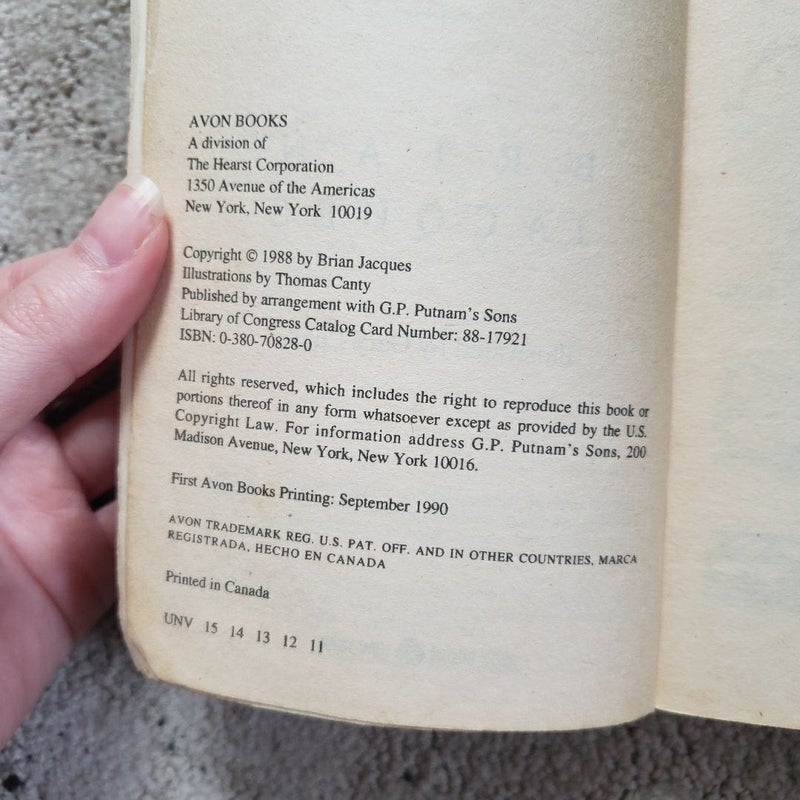 AVON BOOKS
A division of
The Hearst Corporation
1350 Avenue of the Americas
New York, New York 10019
Copyright © 1988 by Brian Jacques
Illustrations by Thomas Canty
Published by arrangement with G.P. Putnam's Sons
Library of Congress Catalog Card Number: 88-17921
ISBN: 0-380-70828-0
All rights reserved, which includes the right to reproduce this book or
portions thereof in any form whatsoever except as provided by the U.S.
Copyright Law. For information address G.P. Putnam's Sons, 200
Madison Avenue, New York, New York 10016.
First Avon Books Printing: September 1990
AVON TRADEMARK REG. U.S. PAT. OFF. AND IN OTHER COUNTRIES, MARCA
REGISTRADA, HECHO EN CANADA
Printed in Canada
UNV 15 14 13 12 11